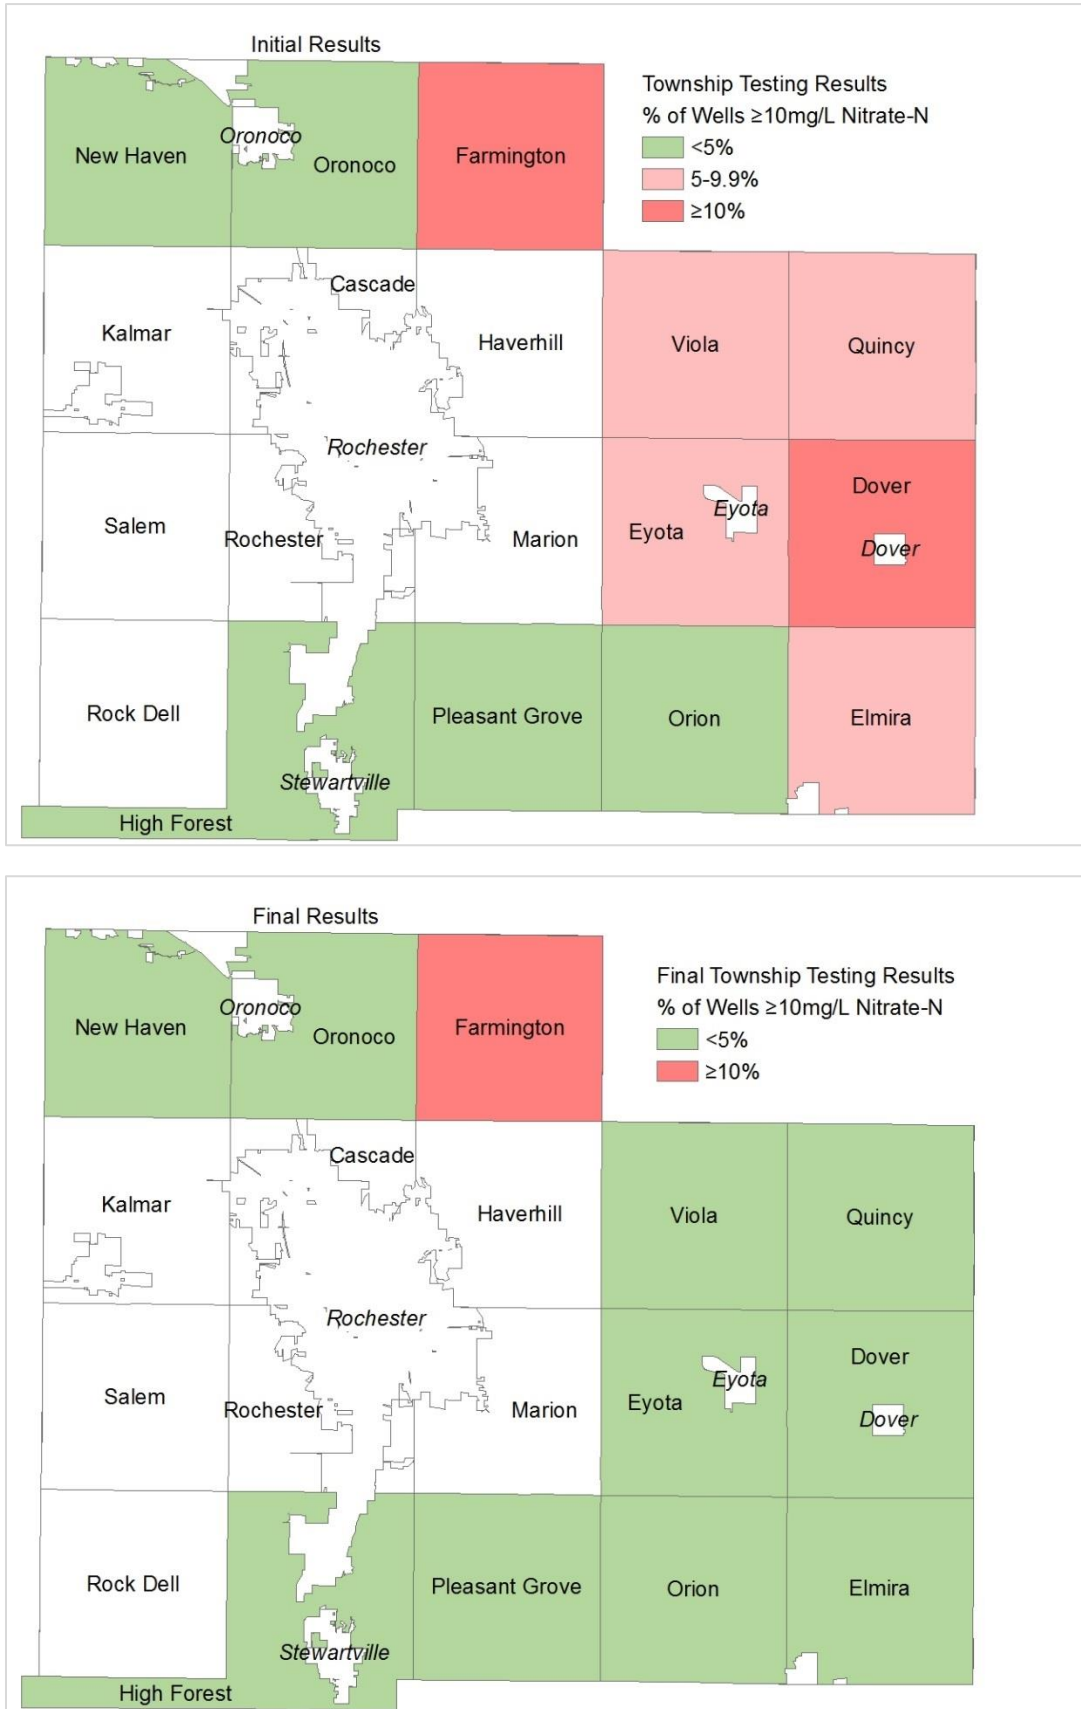 Initial Results
Township Testing Results
% of Wells ≥10mg/L Nitrate-N
<5%
5-9.9%
≥10%
New Haven
Oronoco
Oronoco
Farmington
Kalmar
Cascade
Haverhill
Viola
Quincy
Rochester
Salem
Rochester
Marion
Eyota
Eyota
Dover
Dover
Rock Dell
Pleasant Grove
Orion
Elmira
Stewartville
High Forest
Final Results
Final Township Testing Results
% of Wells ≥10mg/L Nitrate-N
<5%
≥10%
New Haven
Oronoco
Oronoco
Farmington
Kalmar
Cascade
Haverhill
Viola
Quincy
Rochester
Salem
Rochester
Marion
Eyota
Eyota
Dover
Dover
Rock Dell
Pleasant Grove
Orion
Elmira
Stewartville
High Forest